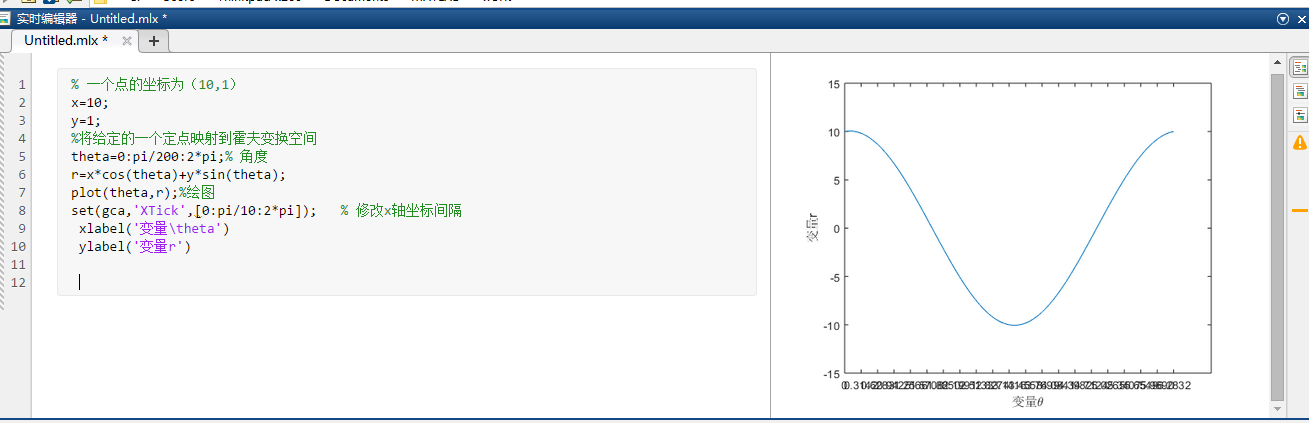 实时编辑器 - Untitled.mlx *
Untitled.mlx *
1 % 一个点的坐标为（10,1）
2 x=10;
3 y=1;
4 %将给定的一个定点映射到霍夫变换空间
5 theta=0:pi/200:2*pi;% 角度
6 r=x*cos(theta)+y*sin(theta);
7 plot(theta,r);%绘图
8 set(gca,'XTick',[0:pi/10:2*pi]); % 修改x轴坐标间隔
9 xlabel('变量\theta')
10 ylabel('变量r')
11
12
15
10
5
0
-5
-10
-15
变量r
变量θ